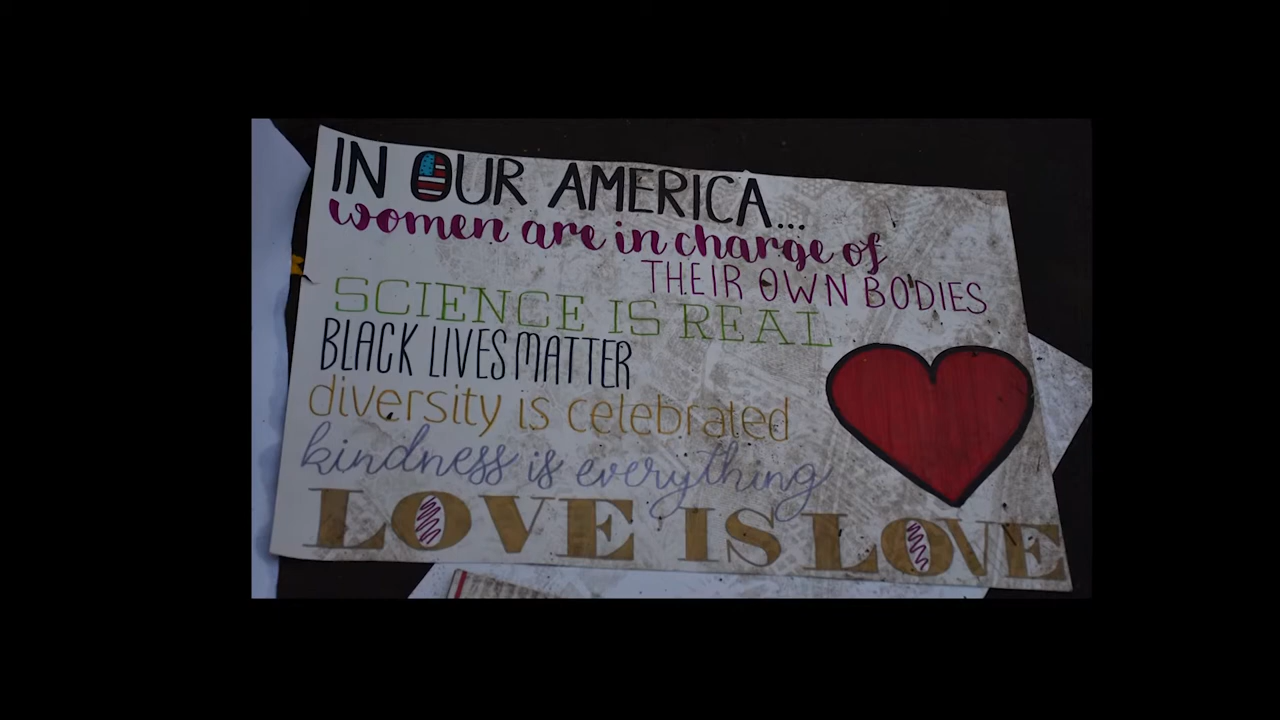 IN OUR AMERICA...
women are in charge of
THEIR OWN BODIES
SCIENCE IS REAL
BLACK LIVES MATTER
diversity is celebrated
kindness is everything
LOVE IS LOVE